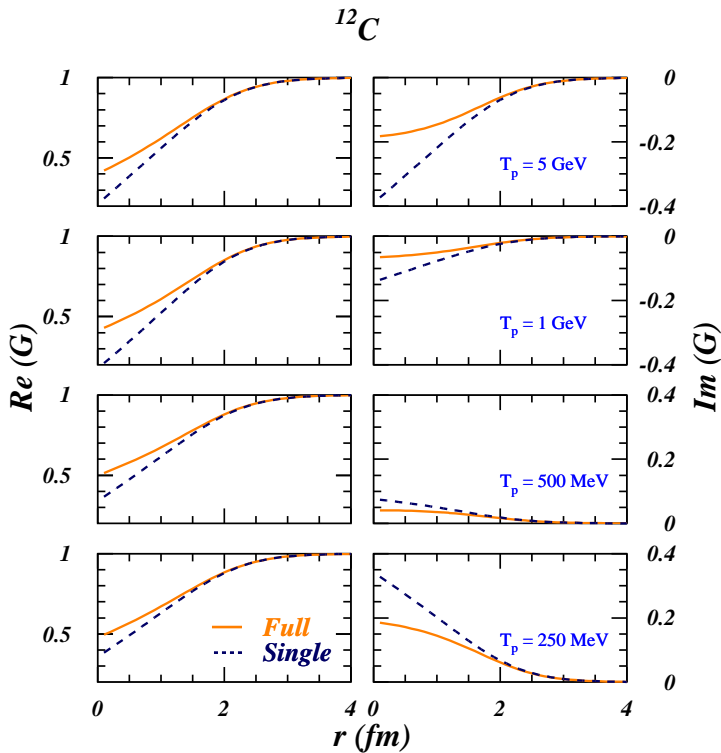 ¹²C
1
0.5
0
-0.2
-0.4
T_p = 5 GeV
1
0.5
0
-0.2
-0.4
T_p = 1 GeV
1
0.5
0.4
0.2
0
T_p = 500 MeV
1
0.5
0.4
0.2
0
T_p = 250 MeV
Full
Single
0 2 4 0 2 4
r (fm)
Re (G)
Im (G)